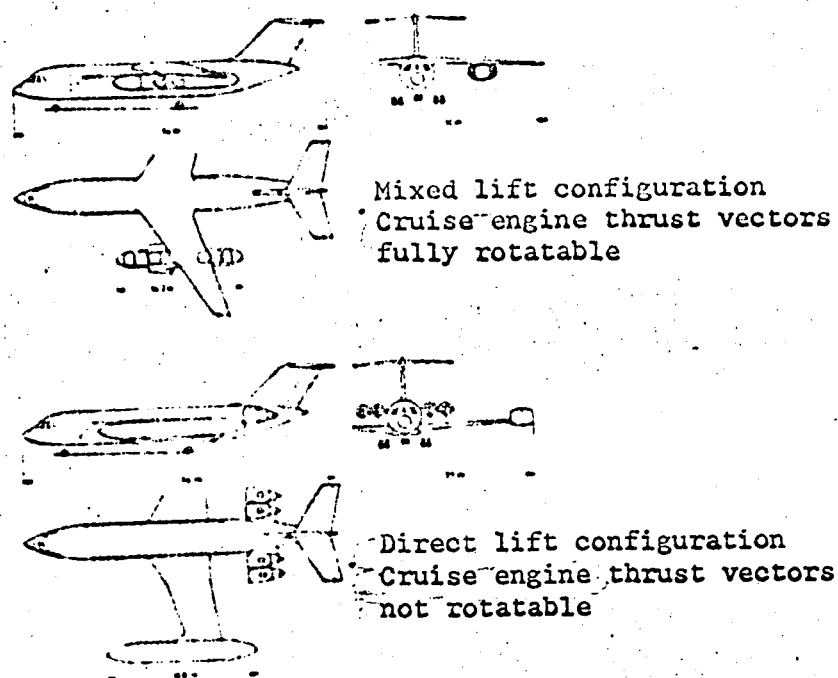 Mixed lift configuration
Cruise engine thrust vectors
fully rotatable
Direct lift configuration
Cruise engine thrust vectors
not rotatable